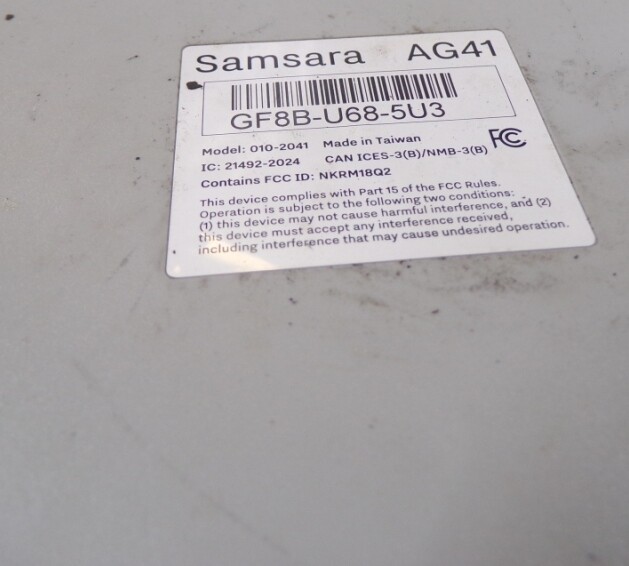 Samsara AG41
GF8B-U68-5U3
Model: 010-2041 Made in Taiwan
IC: 21492-2024 CAN ICES-3(B)/NMB-3(B) FC
Contains FCC ID: NKRM18Q2
This device complies with Part 15 of the FCC Rules.
Operation is subject to the following two conditions:
(1) this device may not cause harmful interference, and (2)
this device must accept any interference received,
including interference that may cause undesired operation.